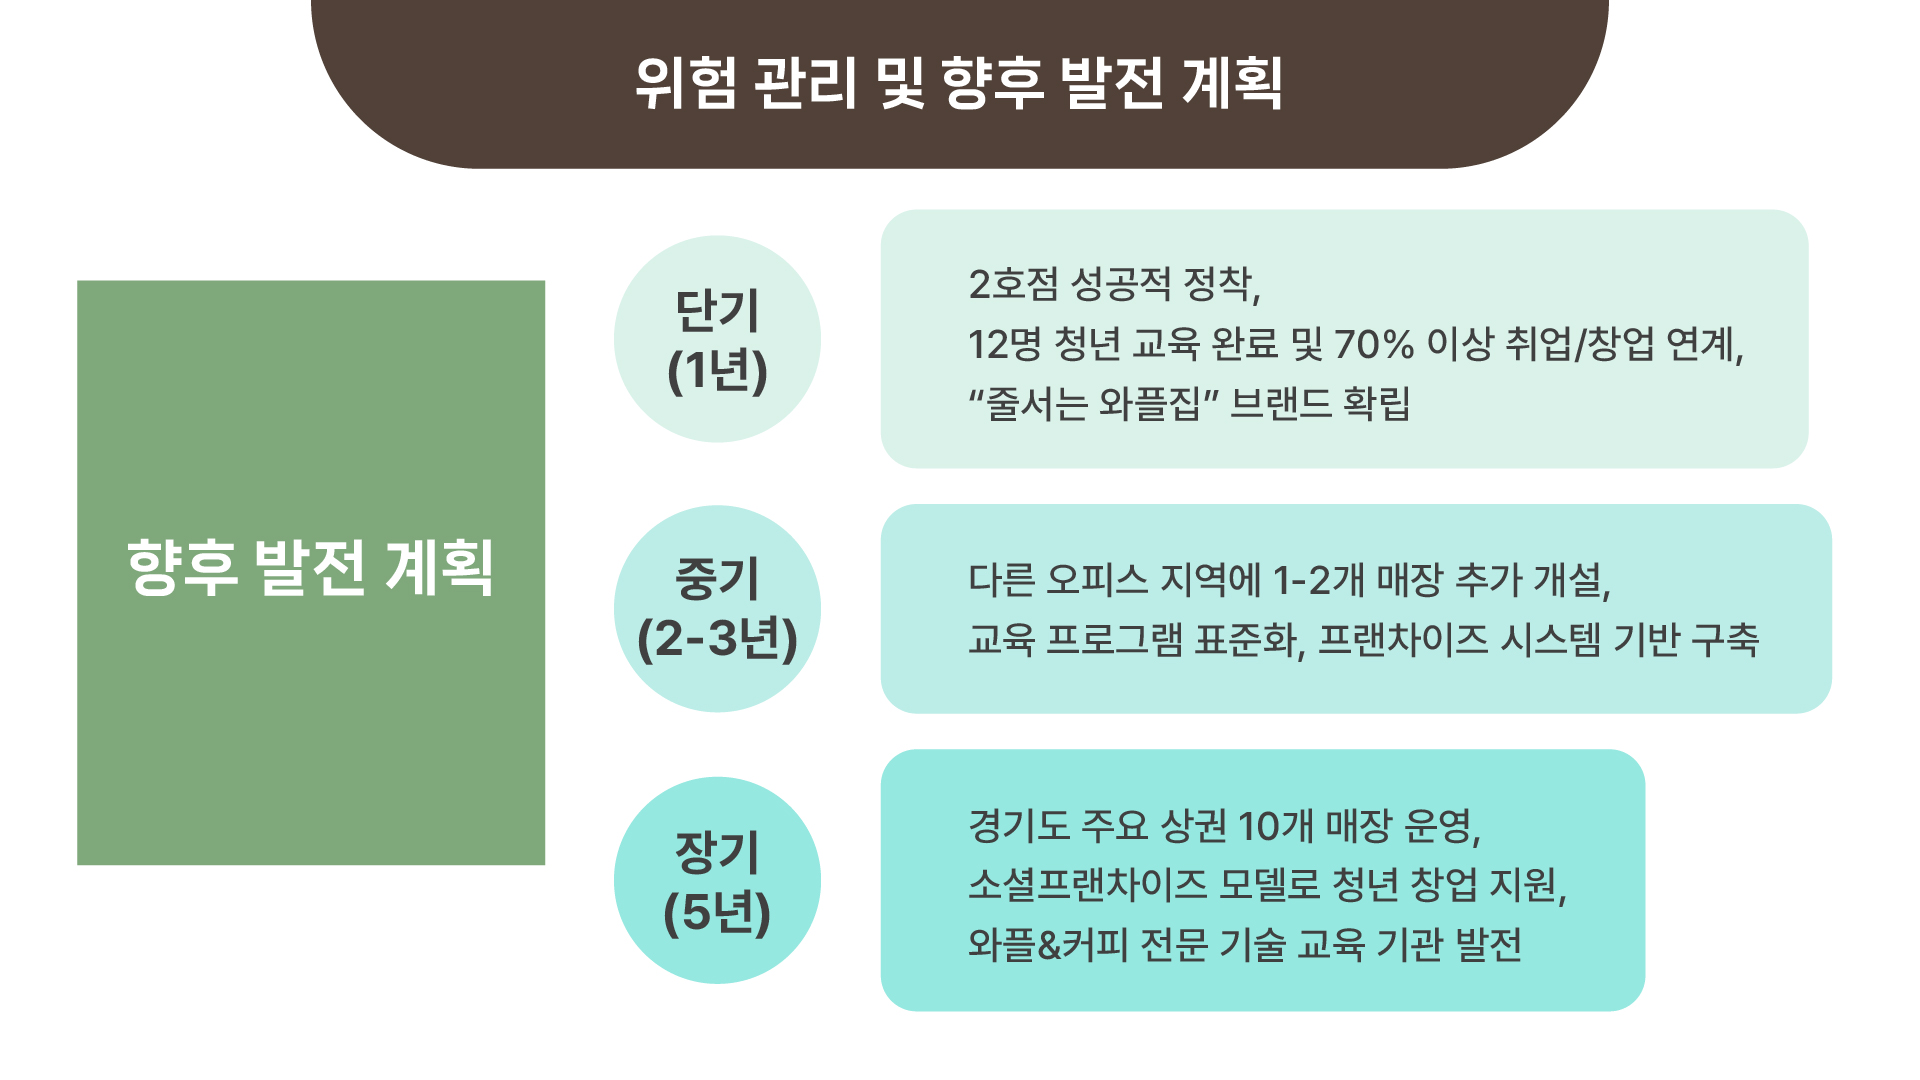 위험 관리 및 향후 발전 계획
향후 발전 계획
단기
(1년)
2호점 성공적 정착,
12명 청년 교육 완료 및 70% 이상 취업/창업 연계,
“줄서는 와플집” 브랜드 확립
중기
(2-3년)
다른 오피스 지역에 1-2개 매장 추가 개설,
교육 프로그램 표준화, 프랜차이즈 시스템 기반 구축
장기
(5년)
경기도 주요 상권 10개 매장 운영,
소셜프랜차이즈 모델로 청년 창업 지원,
와플&커피 전문 기술 교육 기관 발전